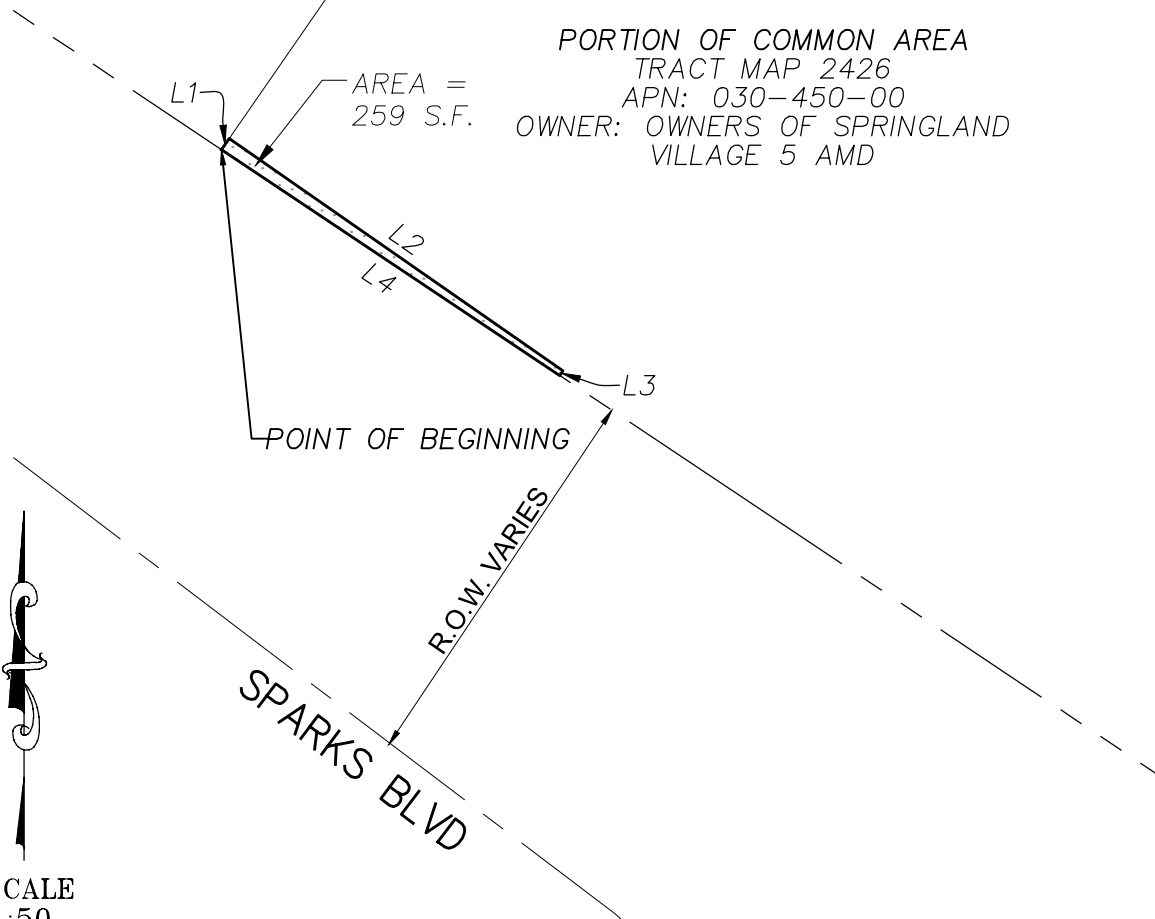 PORTION OF COMMON AREA
TRACT MAP 2426
APN: 030-450-00
OWNER: OWNERS OF SPRINGLAND
VILLAGE 5 AMD
L1
AREA =
259 S.F.
L2
L4
L3
POINT OF BEGINNING
R.O.W. VARIES
SPARKS BLVD
CALE
:50